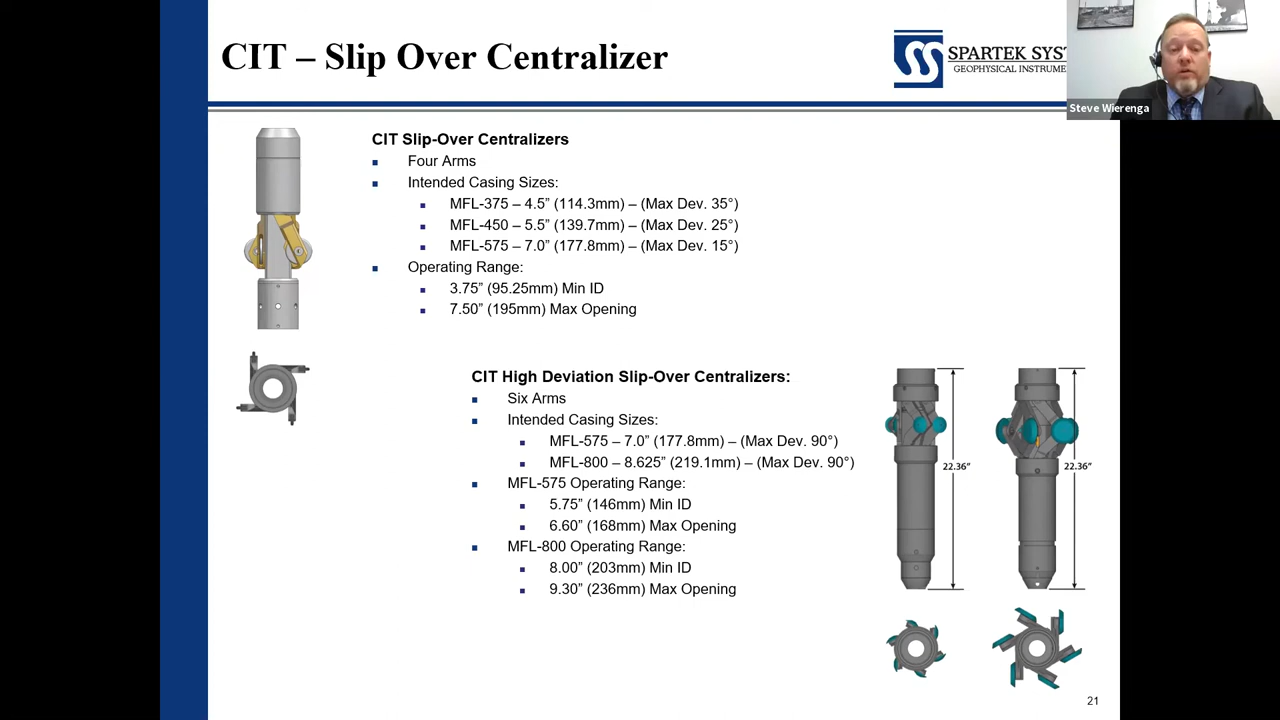 CIT – Slip Over Centralizer
SPARTEK SYST
GEOPHYSICAL INSTRUME
Steve Wierenga
CIT Slip-Over Centralizers
Four Arms
Intended Casing Sizes:
MFL-375 – 4.5” (114.3mm) – (Max Dev. 35°)
MFL-450 – 5.5” (139.7mm) – (Max Dev. 25°)
MFL-575 – 7.0” (177.8mm) – (Max Dev. 15°)
Operating Range:
3.75” (95.25mm) Min ID
7.50” (195mm) Max Opening
CIT High Deviation Slip-Over Centralizers:
Six Arms
Intended Casing Sizes:
MFL-575 – 7.0” (177.8mm) – (Max Dev. 90°)
MFL-800 – 8.625” (219.1mm) – (Max Dev. 90°)
MFL-575 Operating Range:
5.75” (146mm) Min ID
6.60” (168mm) Max Opening
MFL-800 Operating Range:
8.00” (203mm) Min ID
9.30” (236mm) Max Opening
22.36”
22.36”
21